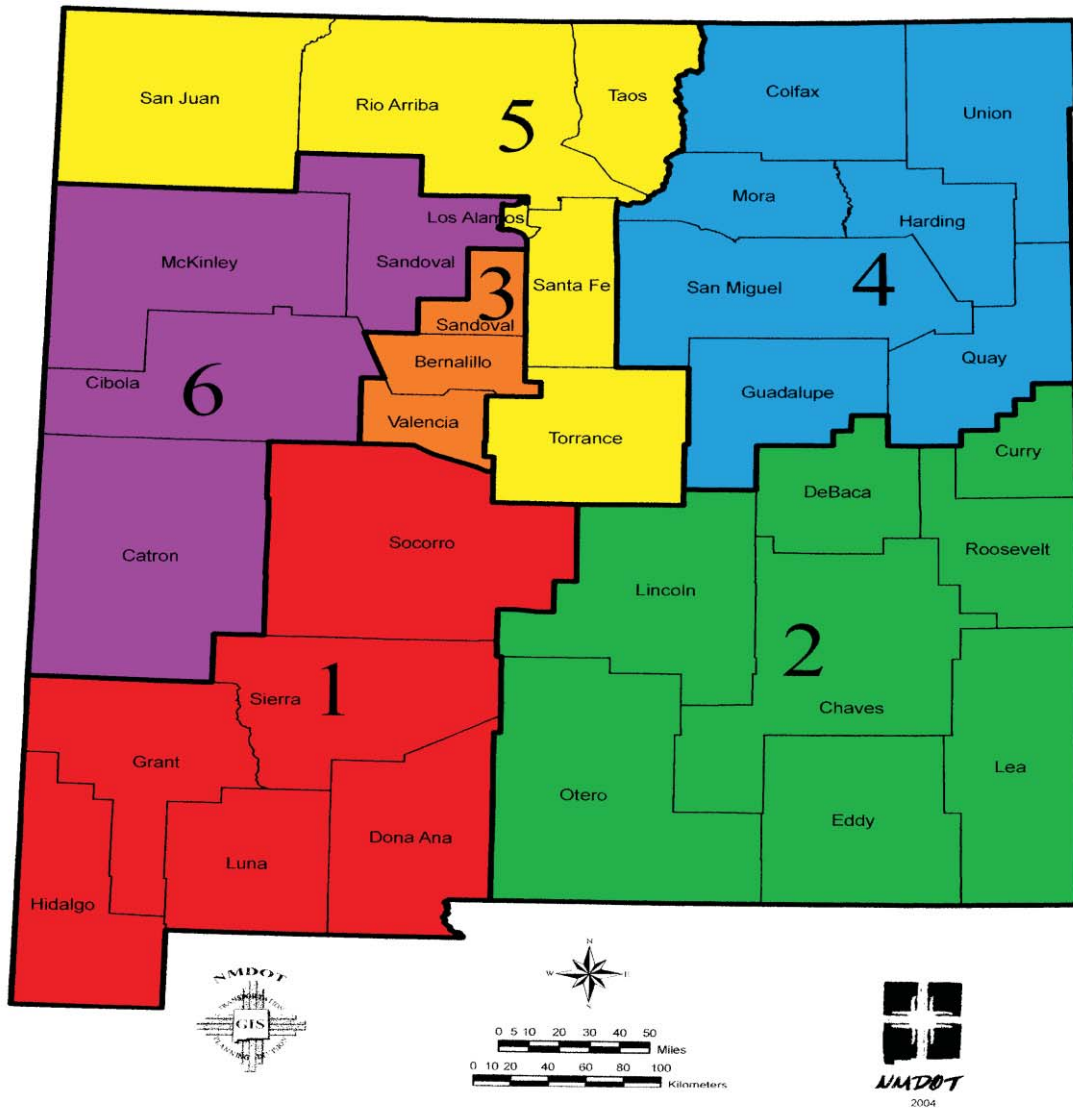 San Juan
Rio Arriba
5
Taos
Colfax
Union
Mora
Harding
Los Alamos
McKinley
Sandoval
3
Santa Fe
San Miguel
4
Sandoval
Bernalillo
Quay
Cibola
6
Guadalupe
Valencia
Torrance
Curry
DeBaca
Catron
Socorro
Roosevelt
Lincoln
2
Sierra
1
Chaves
Grant
Lea
Otero
Eddy
Dona Ana
Luna
Hidalgo
NMDOT
GIS
N
W
E
0 5 10 20 30 40 50
Miles
0 10 20 40 60 80 100
Kilometers
NMDOT
2004